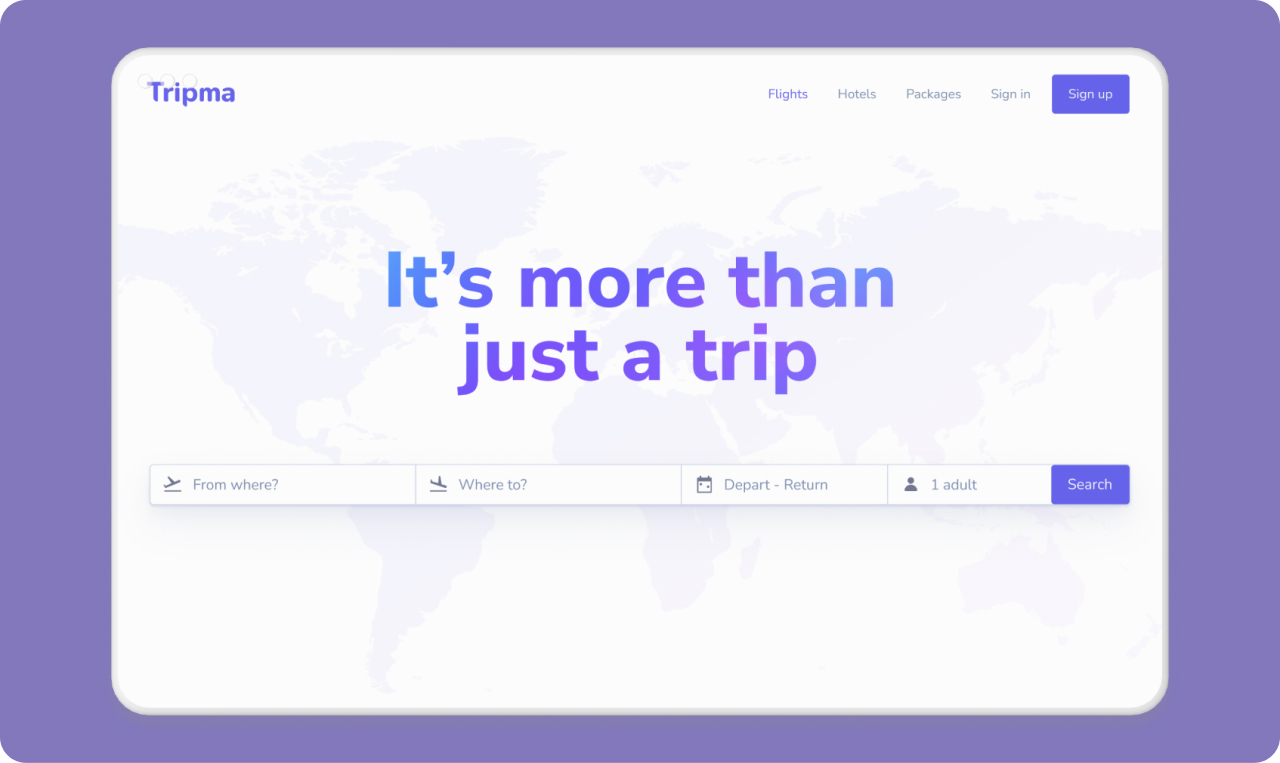 Tripma
Flights Hotels Packages Sign in Sign up
It’s more than
just a trip
From where? Where to? Depart - Return 1 adult Search